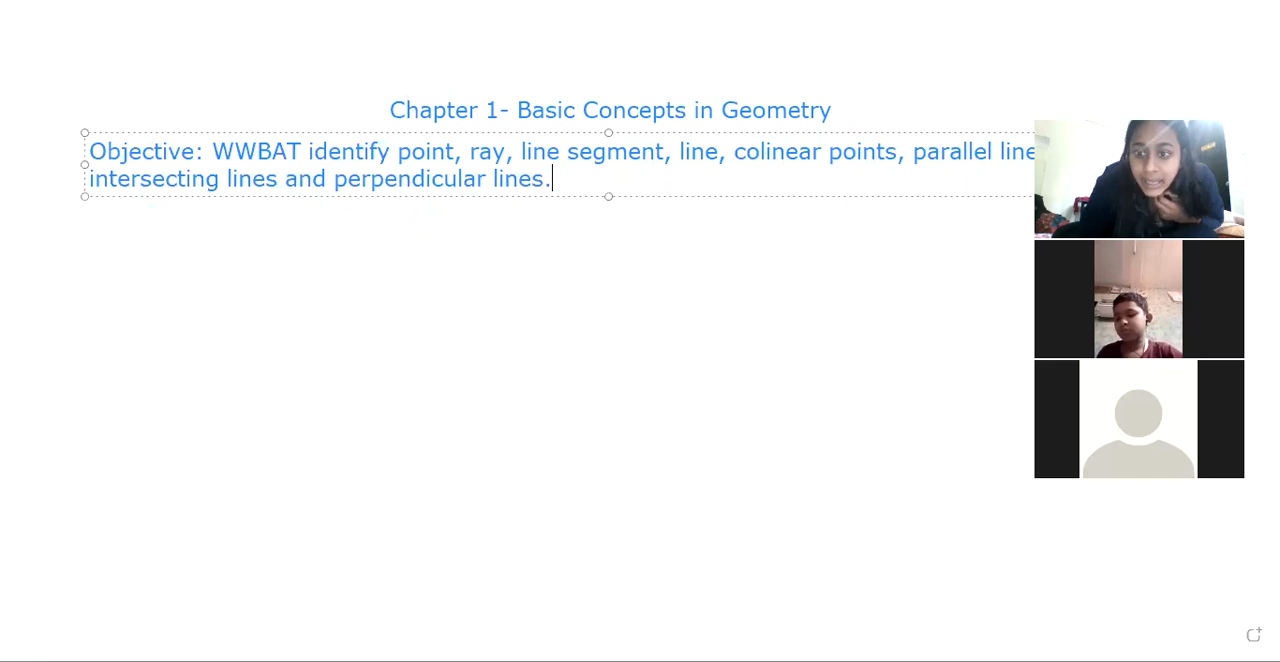 Chapter 1- Basic Concepts in Geometry
Objective: WWBAT identify point, ray, line segment, line, colinear points, parallel line
intersecting lines and perpendicular lines.